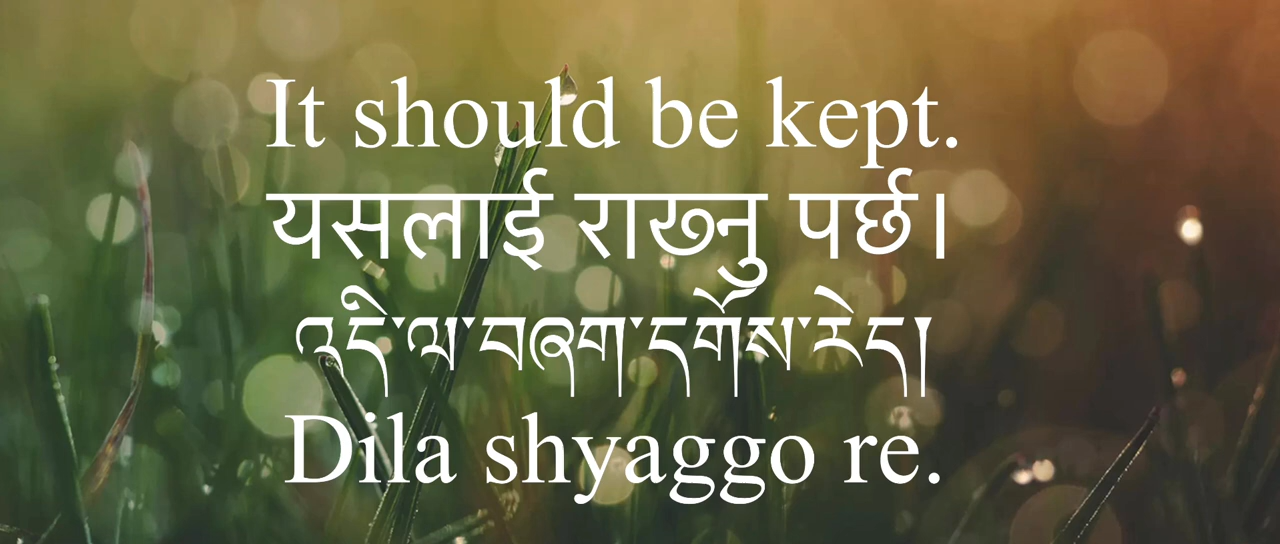 It should be kept.
यसलाई राख्नु पर्छ।
འདི་ལ་བཞག་དགོས་རེད།
Dila shyaggo re.